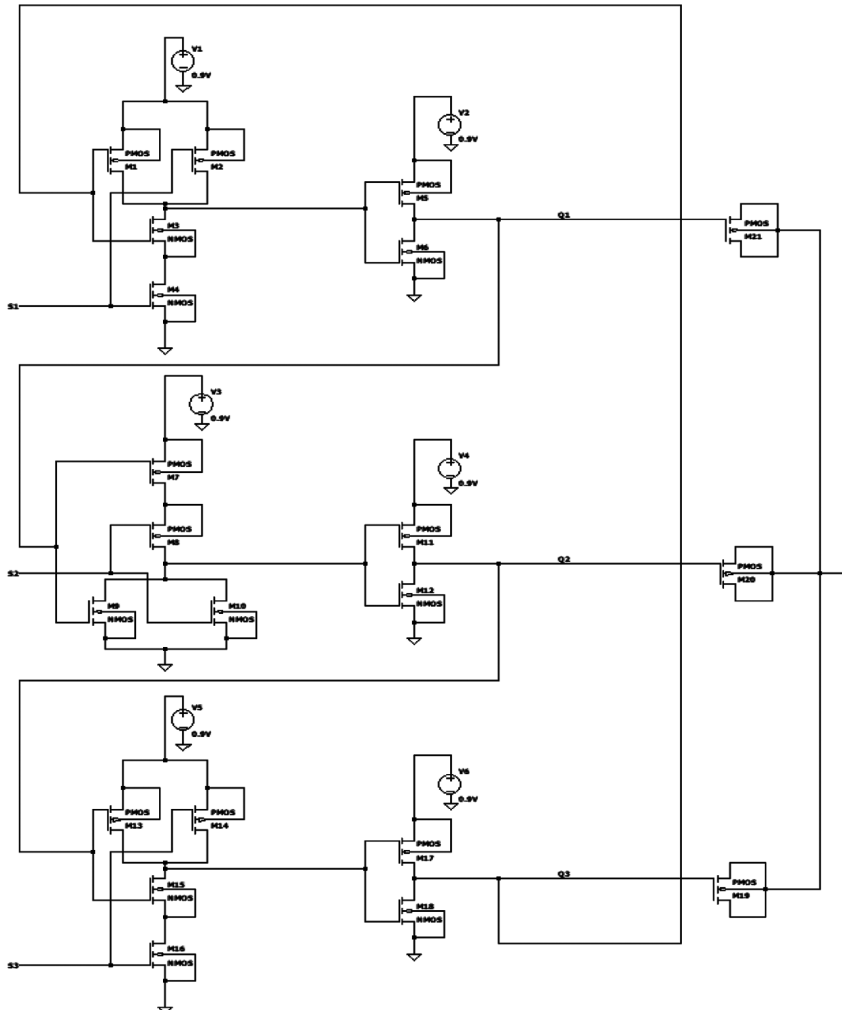 V1
0.9V
PMOS
M1
PMOS
M2
V2
0.9V
PMOS
M5
M3
NMOS
Q1
PMOS
M21
M6
NMOS
M4
NMOS
S1
V3
0.9V
PMOS
M7
V4
0.9V
PMOS
M8
PMOS
M11
Q2
PMOS
M20
S2
M9
NMOS
M10
NMOS
M12
NMOS
V5
0.9V
V6
0.9V
PMOS
M13
PMOS
M14
PMOS
M17
M15
NMOS
Q3
PMOS
M19
M18
NMOS
M16
NMOS
S3